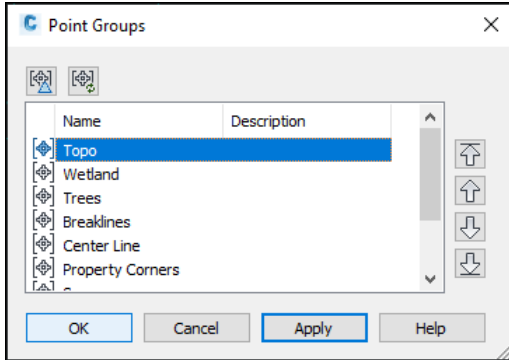 Point Groups
Name Description
Topo
Wetland
Trees
Breaklines
Center Line
Property Corners
OK Cancel Apply Help